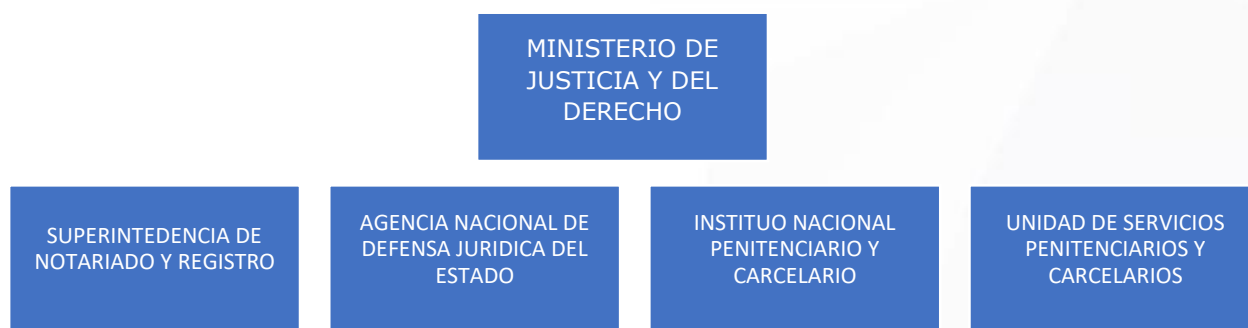 MINISTERIO DE
JUSTICIA Y DEL
DERECHO
SUPERINTEDENCIA DE
NOTARIADO Y REGISTRO
AGENCIA NACIONAL DE
DEFENSA JURIDICA DEL
ESTADO
INSTITUO NACIONAL
PENITENCIARIO Y
CARCELARIO
UNIDAD DE SERVICIOS
PENITENCIARIOS Y
CARCELARIOS